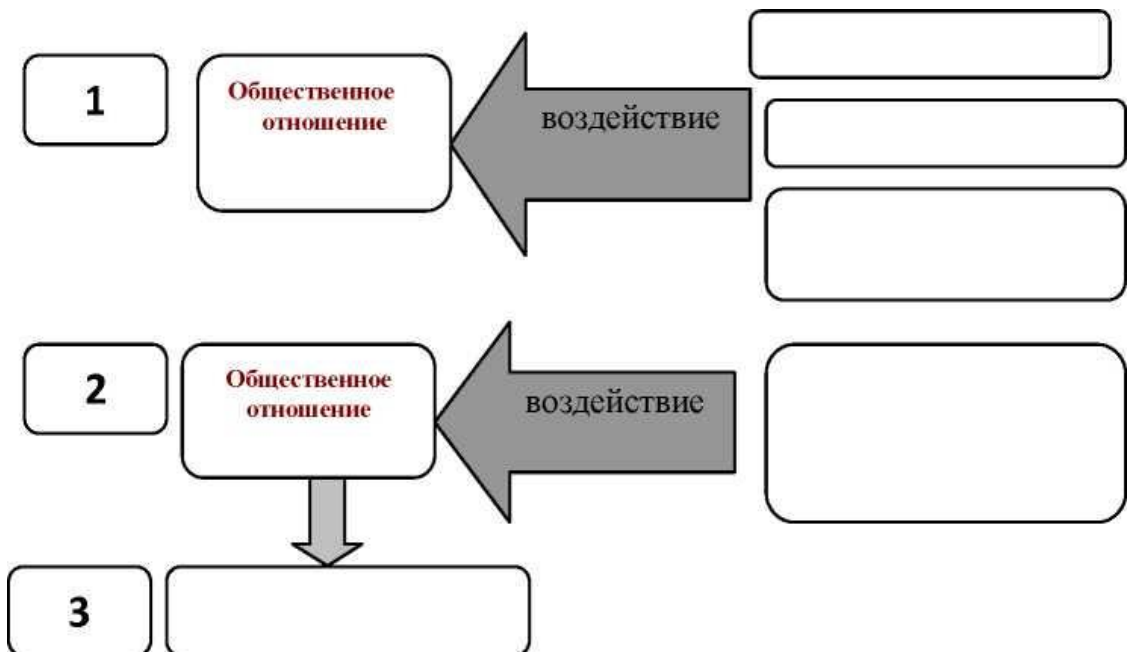 1
Общественное
отношение
воздействие
2
Общественное
отношение
воздействие
3